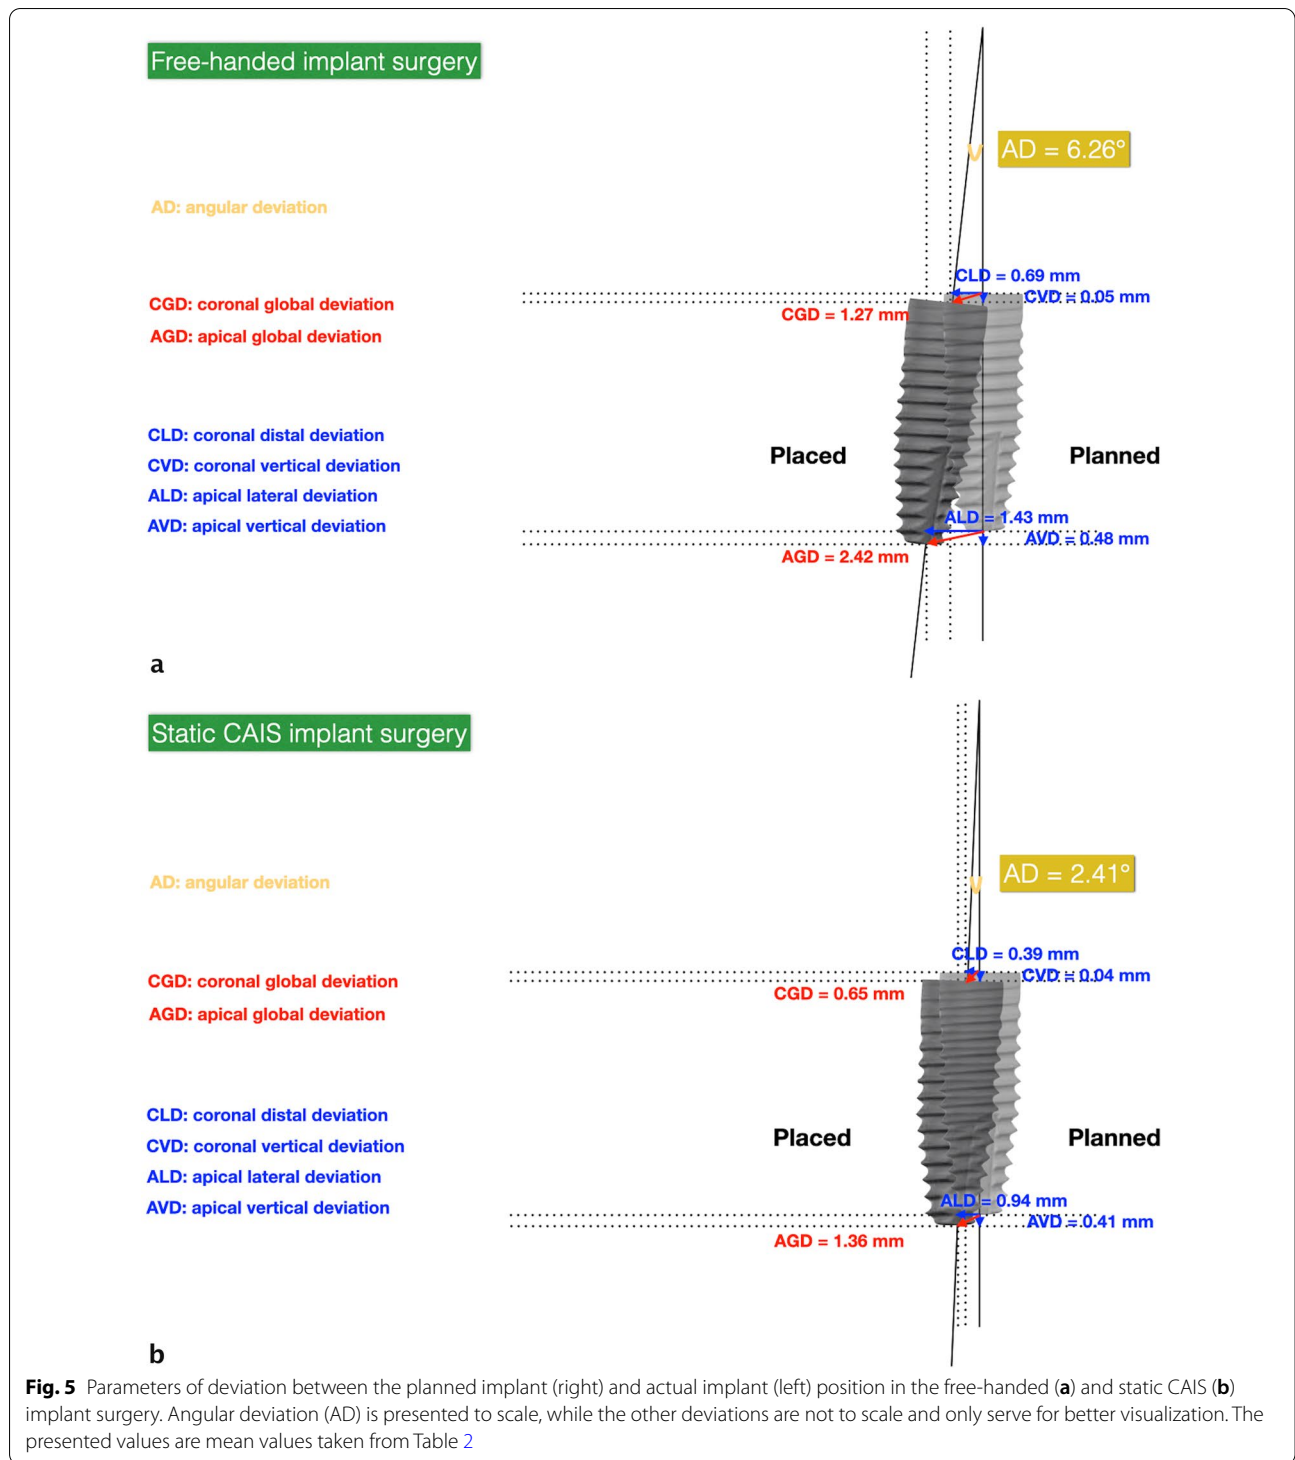 Free-handed implant surgery
AD = 6.26°
AD: angular deviation
CLD = 0.69 mm
CVD = 0.05 mm
CGD: coronal global deviation
CGD = 1.27 mm
AGD: apical global deviation
CLD: coronal distal deviation
Placed
Planned
CVD: coronal vertical deviation
ALD: apical lateral deviation
ALD = 1.43 mm
AVD: apical vertical deviation
AVD = 0.48 mm
AGD = 2.42 mm
a
Static CAIS implant surgery
AD = 2.41°
AD: angular deviation
CLD = 0.39 mm
CVD = 0.04 mm
CGD: coronal global deviation
CGD = 0.65 mm
AGD: apical global deviation
CLD: coronal distal deviation
Placed
Planned
CVD: coronal vertical deviation
ALD: apical lateral deviation
ALD = 0.94 mm
AVD: apical vertical deviation
AVD = 0.41 mm
AGD = 1.36 mm
b
Fig. 5 Parameters of deviation between the planned implant (right) and actual implant (left) position in the free-handed (a) and static CAIS (b)
implant surgery. Angular deviation (AD) is presented to scale, while the other deviations are not to scale and only serve for better visualization. The
presented values are mean values taken from Table 2